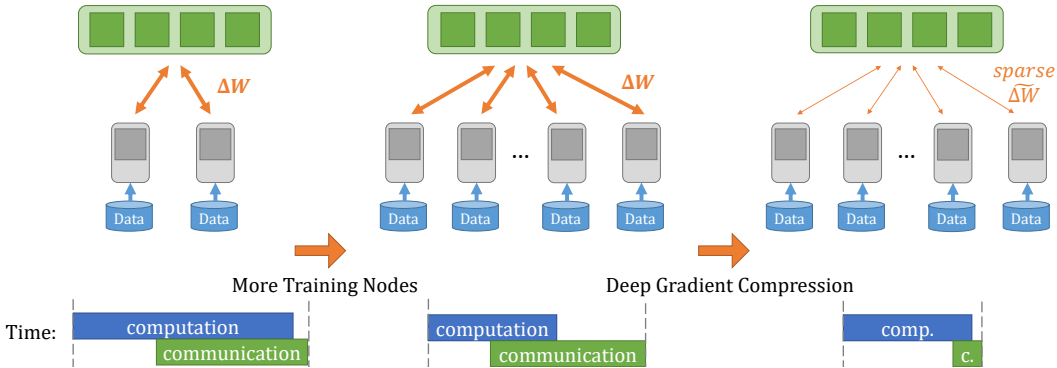 ΔW
ΔW
sparse
\widetilde{ΔW}
... ...
Data Data Data Data Data Data Data Data Data Data
More Training Nodes
Deep Gradient Compression
Time:
computation
communication
computation
communication
comp.
c.